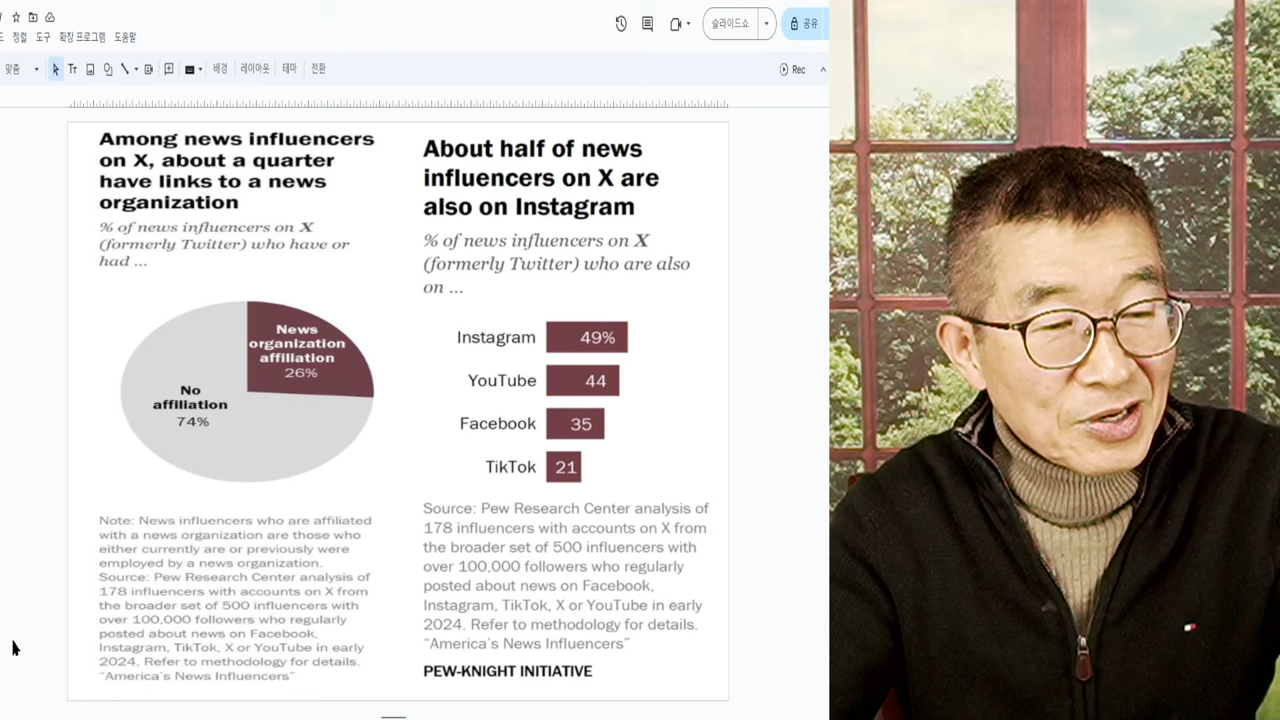 슬라이드쇼
공유
정렬 도구 확장 프로그램 도움말
맞춤
배경 레이아웃 테마 전환
Rec
Among news influencers
on X, about a quarter
have links to a news
organization
% of news influencers on X
(formerly Twitter) who have or
had ...
News
organization
affiliation
26%
No
affiliation
74%
Note: News influencers who are affiliated
with a news organization are those who
either currently are or previously were
employed by a news organization.
Source: Pew Research Center analysis of
178 influencers with accounts on X from
the broader set of 500 influencers with
over 100,000 followers who regularly
posted about news on Facebook,
Instagram, TikTok, X or YouTube in early
2024. Refer to methodology for details.
“America’s News Influencers”
About half of news
influencers on X are
also on Instagram
% of news influencers on X
(formerly Twitter) who are also
on ...
Instagram 49%
YouTube 44
Facebook 35
TikTok 21
Source: Pew Research Center analysis of
178 influencers with accounts on X from
the broader set of 500 influencers with
over 100,000 followers who regularly
posted about news on Facebook,
Instagram, TikTok, X or YouTube in early
2024. Refer to methodology for details.
“America’s News Influencers”
PEW-KNIGHT INITIATIVE